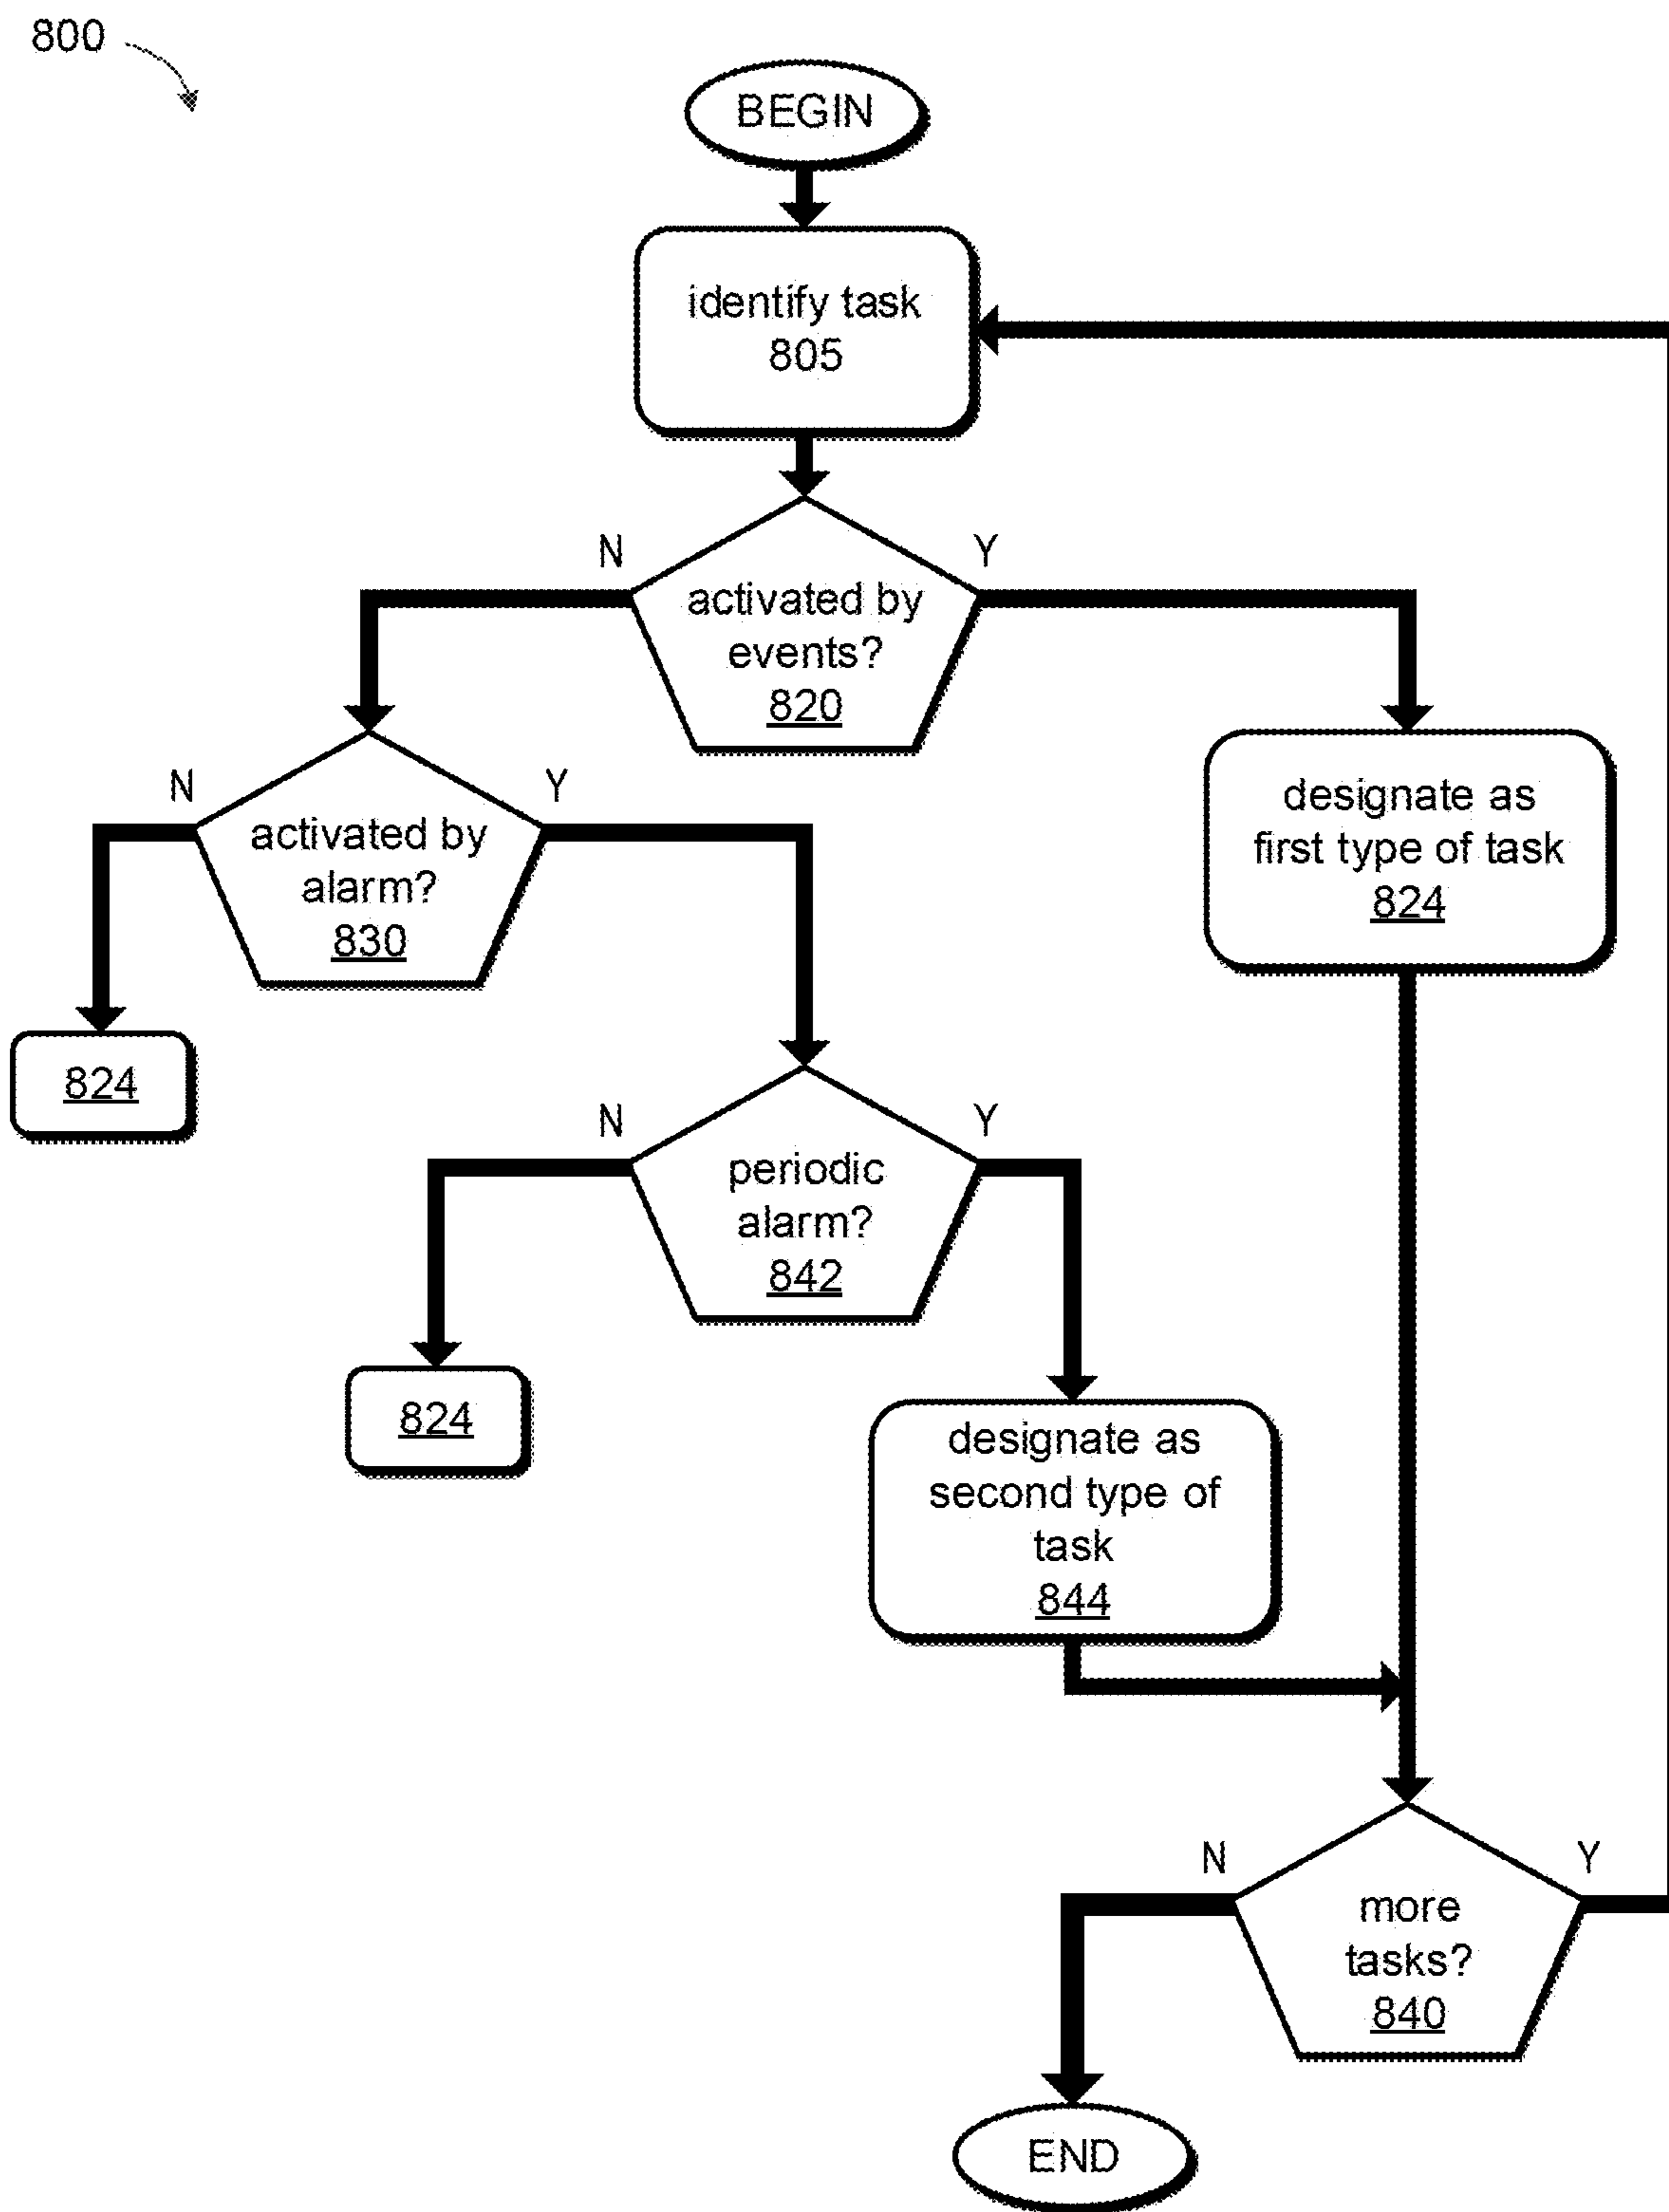 800
BEGIN
identify task
805
N
Y
activated by
events?
820
N
Y
activated by
alarm?
830
designate as
first type of task
824
824
N
Y
periodic
alarm?
842
824
designate as
second type of
task
844
N
Y
more
tasks?
840
END